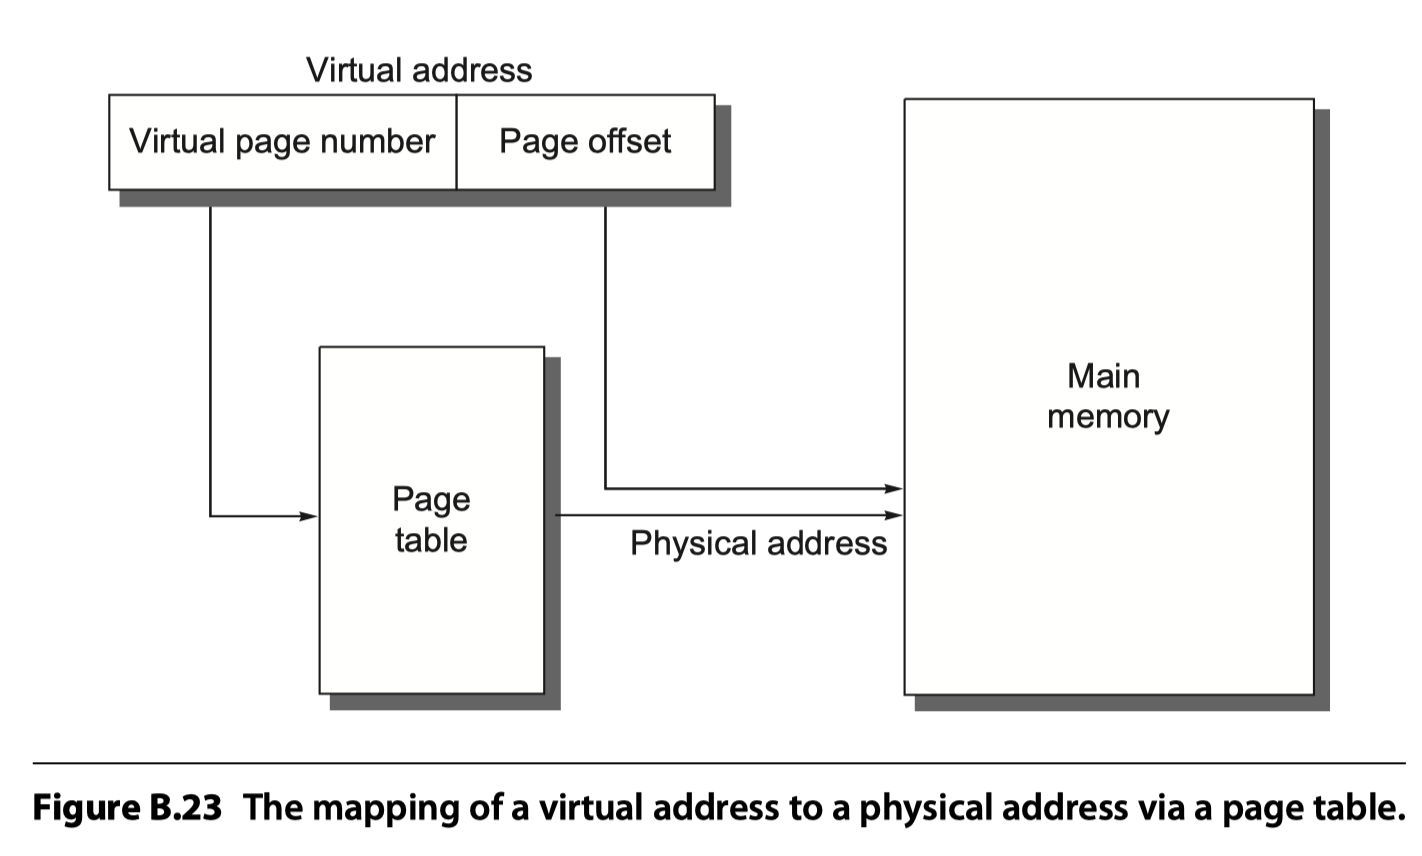 Virtual address
Virtual page number
Page offset
Main
memory
Page
table
Physical address
Figure B.23 The mapping of a virtual address to a physical address via a page table.